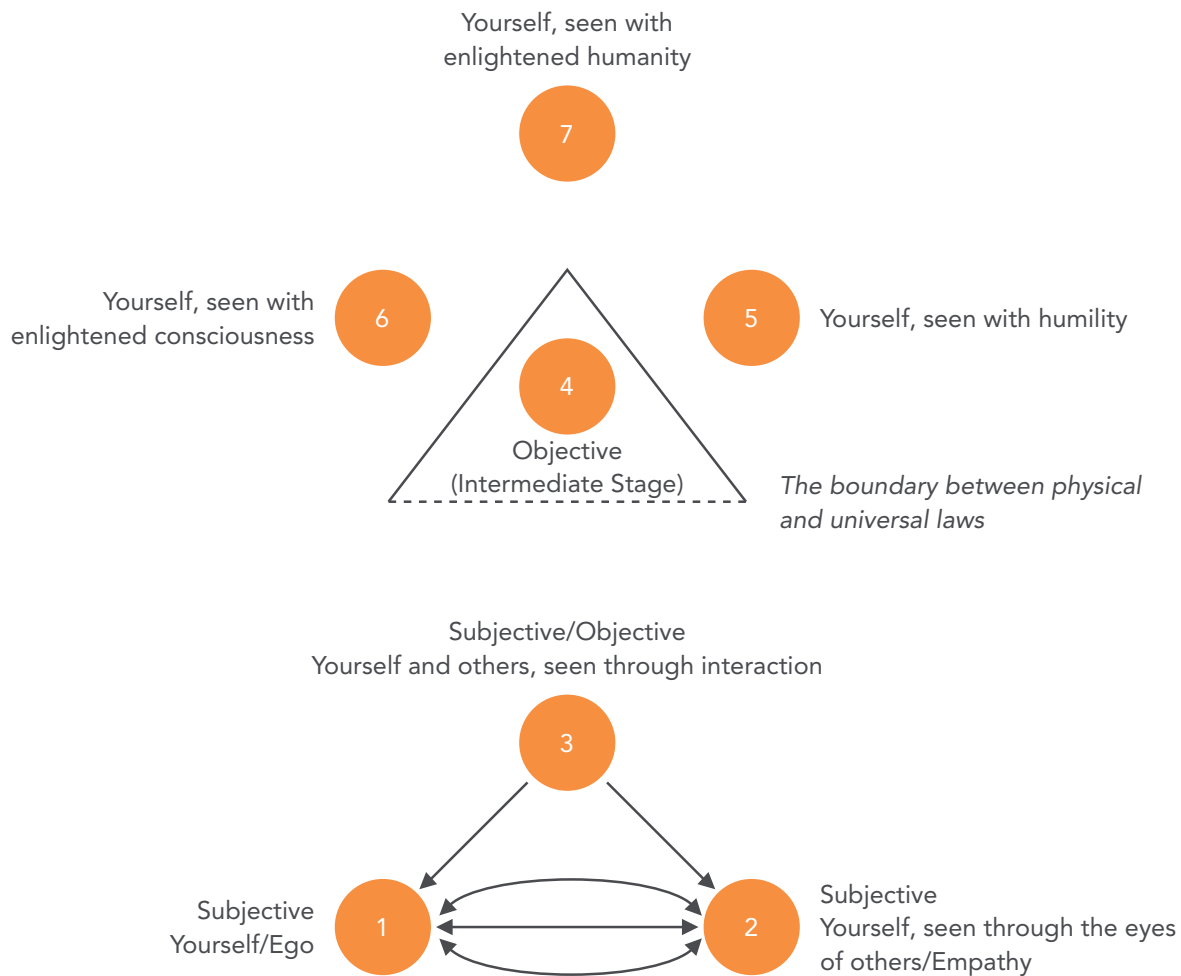 Yourself, seen with
enlightened humanity
7
Yourself, seen with
enlightened consciousness
6
5
Yourself, seen with humility
4
Objective
(Intermediate Stage)
The boundary between physical
and universal laws
Subjective/Objective
Yourself and others, seen through interaction
3
Subjective
Yourself/Ego
1
2
Subjective
Yourself, seen through the eyes
of others/Empathy